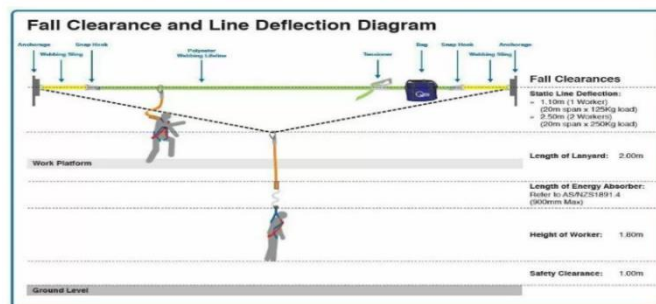 Fall Clearance and Line Deflection Diagram
Anchorage
Webbing Sling
Snap Hook
Polyester
Webbing Lifeline
Tensioner
Bag
Snap Hook
Webbing Sling
Anchorage
Fall Clearances
Static Line Deflection:
= 1.10m (1 Worker)
(20m span x 125Kg load)
= 2.50m (2 Workers)
(20m span x 250Kg load)
Work Platform
Length of Lanyard: 2.00m
Length of Energy Absorber:
Refer to AS/NZS1891.4
(900mm Max)
Height of Worker: 1.80m
Safety Clearance: 1.00m
Ground Level